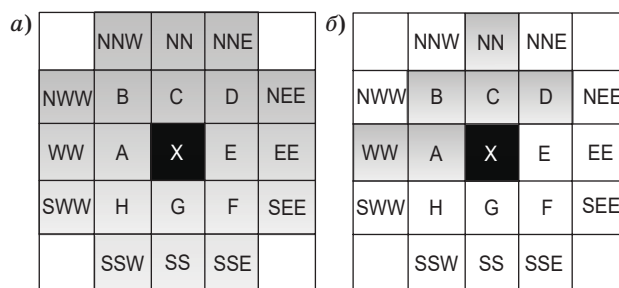 а) NNW NN NNE
NWW B C D NEE
WW A X E EE
SWW H G F SEE
SSW SS SSE
б) NNW NN NNE
NWW B C D NEE
WW A X E EE
SWW H G F SEE
SSW SS SSE